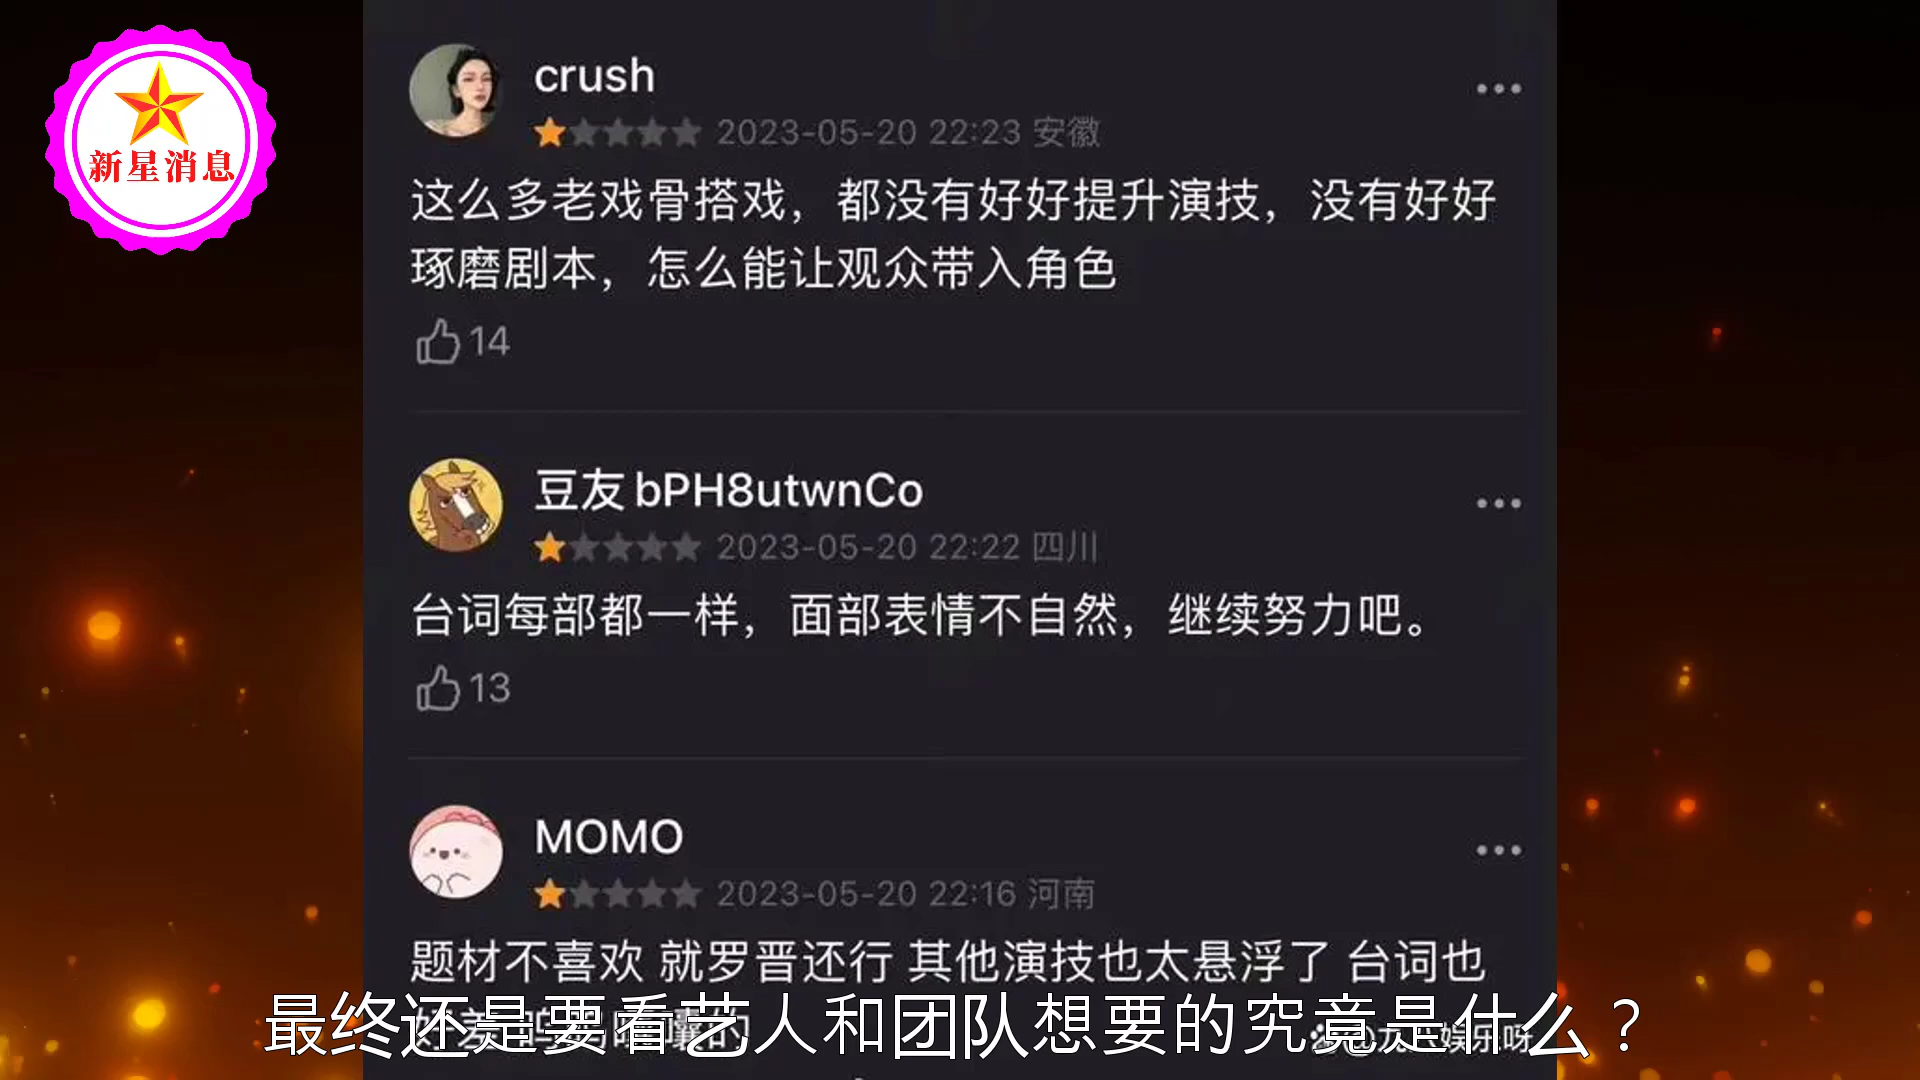 新星消息
crush
2023-05-20 22:23 安徽
这么多老戏骨搭戏，都没有好好提升演技，没有好好
琢磨剧本，怎么能让观众带入角色
14
豆友bPH8utwnCo
2023-05-20 22:22 四川
台词每部都一样，面部表情不自然，继续努力吧。
13
MOMO
2023-05-20 22:16 河南
题材不喜欢 就罗晋还行 其他演技也太悬浮了 台词也
最终还是要看艺人和团队想要的究竟是什么？